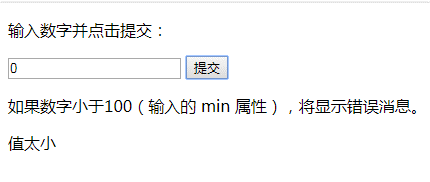 输入数字并点击提交：
0 提交
如果数字小于100（输入的 min 属性），将显示错误消息。
值太小